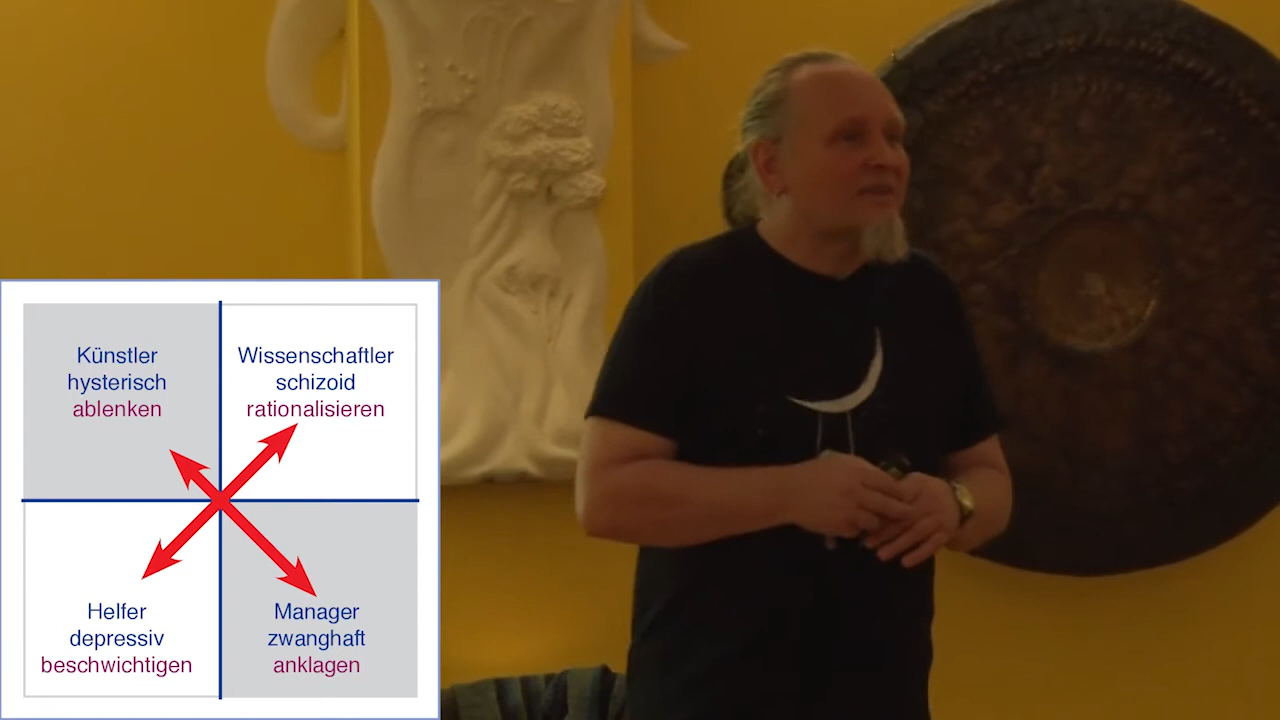 Künstler
hysterisch
ablenken
Wissenschaftler
schizoid
rationalisieren
Helfer
depressiv
beschwichtigen
Manager
zwanghaft
anklagen